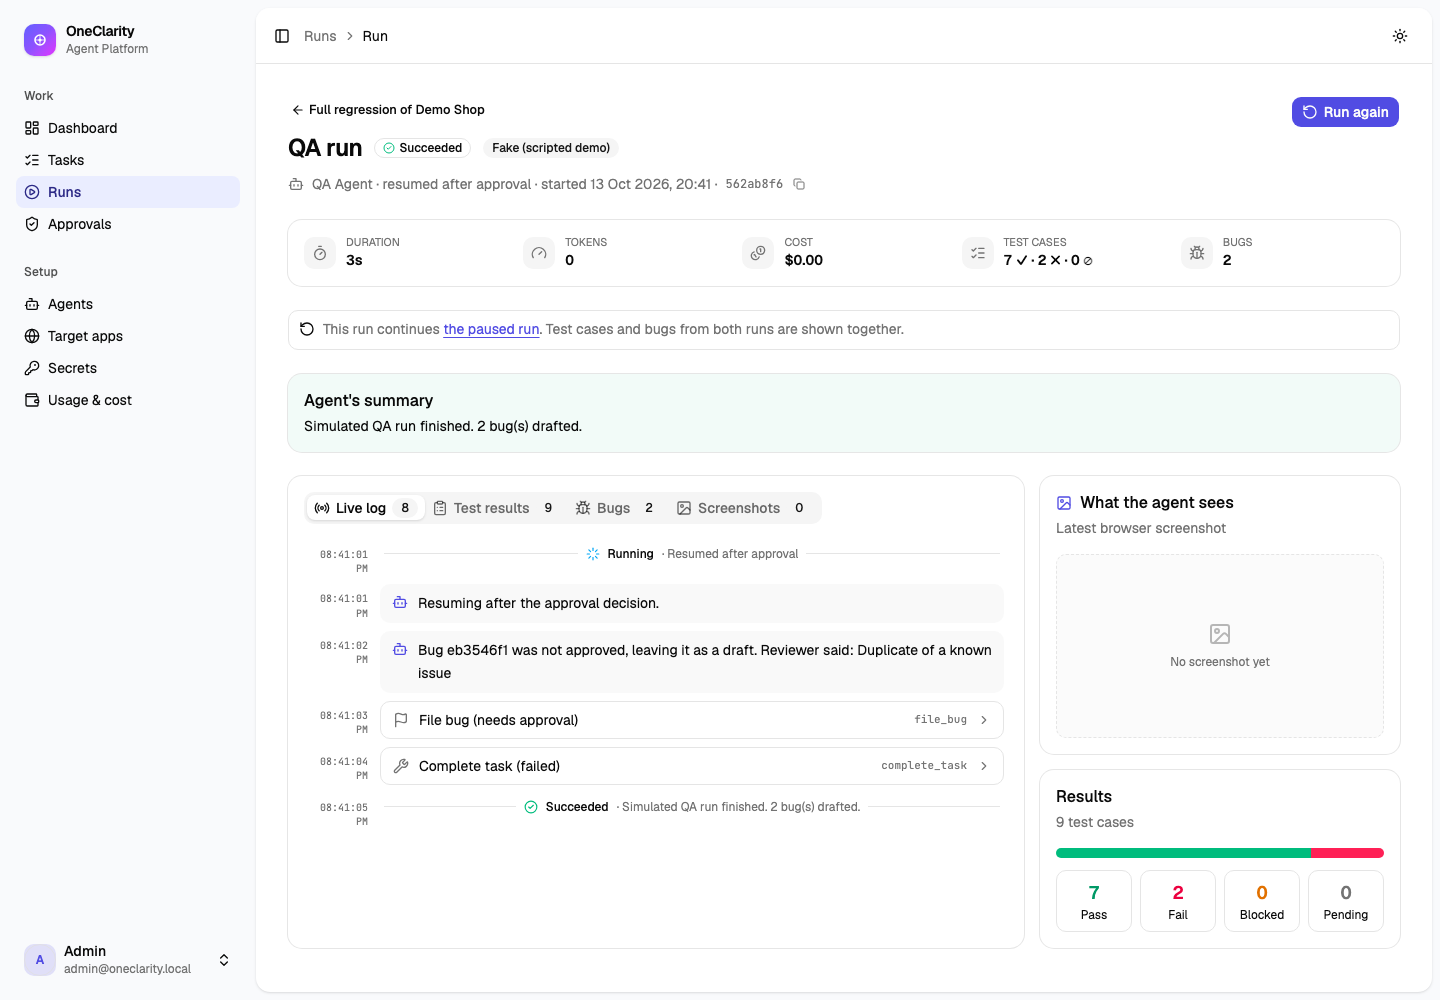 OneClarity
Agent Platform
Work
Dashboard
Tasks
Runs
Approvals
Setup
Agents
Target apps
Secrets
Usage & cost
A
Admin
admin@oneclarity.local
Runs
Run
Full regression of Demo Shop
Run again
QA run
Succeeded
Fake (scripted demo)
QA Agent · resumed after approval · started 13 Oct 2026, 20:41 · 562ab8f6
DURATION
3s
TOKENS
0
COST
$0.00
TEST CASES
7 ✓ · 2 ✕ · 0 ⊘
BUGS
2
This run continues the paused run. Test cases and bugs from both runs are shown together.
Agent's summary
Simulated QA run finished. 2 bug(s) drafted.
Live log 8
Test results 9
Bugs 2
Screenshots 0
08:41:01 PM
Running · Resumed after approval
08:41:01 PM
Resuming after the approval decision.
08:41:02 PM
Bug eb3546f1 was not approved, leaving it as a draft. Reviewer said: Duplicate of a known
issue
08:41:03 PM
File bug (needs approval)
file_bug
08:41:04 PM
Complete task (failed)
complete_task
08:41:05 PM
Succeeded · Simulated QA run finished. 2 bug(s) drafted.
What the agent sees
Latest browser screenshot
No screenshot yet
Results
9 test cases
7
Pass
2
Fail
0
Blocked
0
Pending